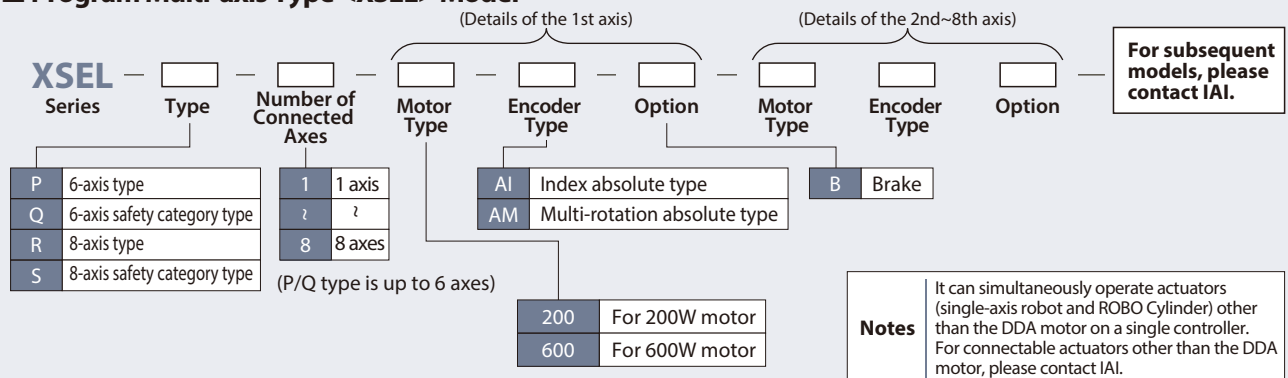 Program Multi-axis Type <XSEL> Model
(Details of the 1st axis) (Details of the 2nd~8th axis)
XSEL — — — — — — — For subsequent models, please contact IAI.
Series Type Number of Connected Axes Motor Type Encoder Type Option Motor Type Encoder Type Option
P 6-axis type
Q 6-axis safety category type
R 8-axis type
S 8-axis safety category type
1 1 axis
~ ~
8 8 axes
(P/Q type is up to 6 axes)
AI Index absolute type
AM Multi-rotation absolute type
B Brake
200 For 200W motor
600 For 600W motor
Notes
It can simultaneously operate actuators
(single-axis robot and ROBO Cylinder) other
than the DDA motor on a single controller.
For connectable actuators other than the DDA
motor, please contact IAI.